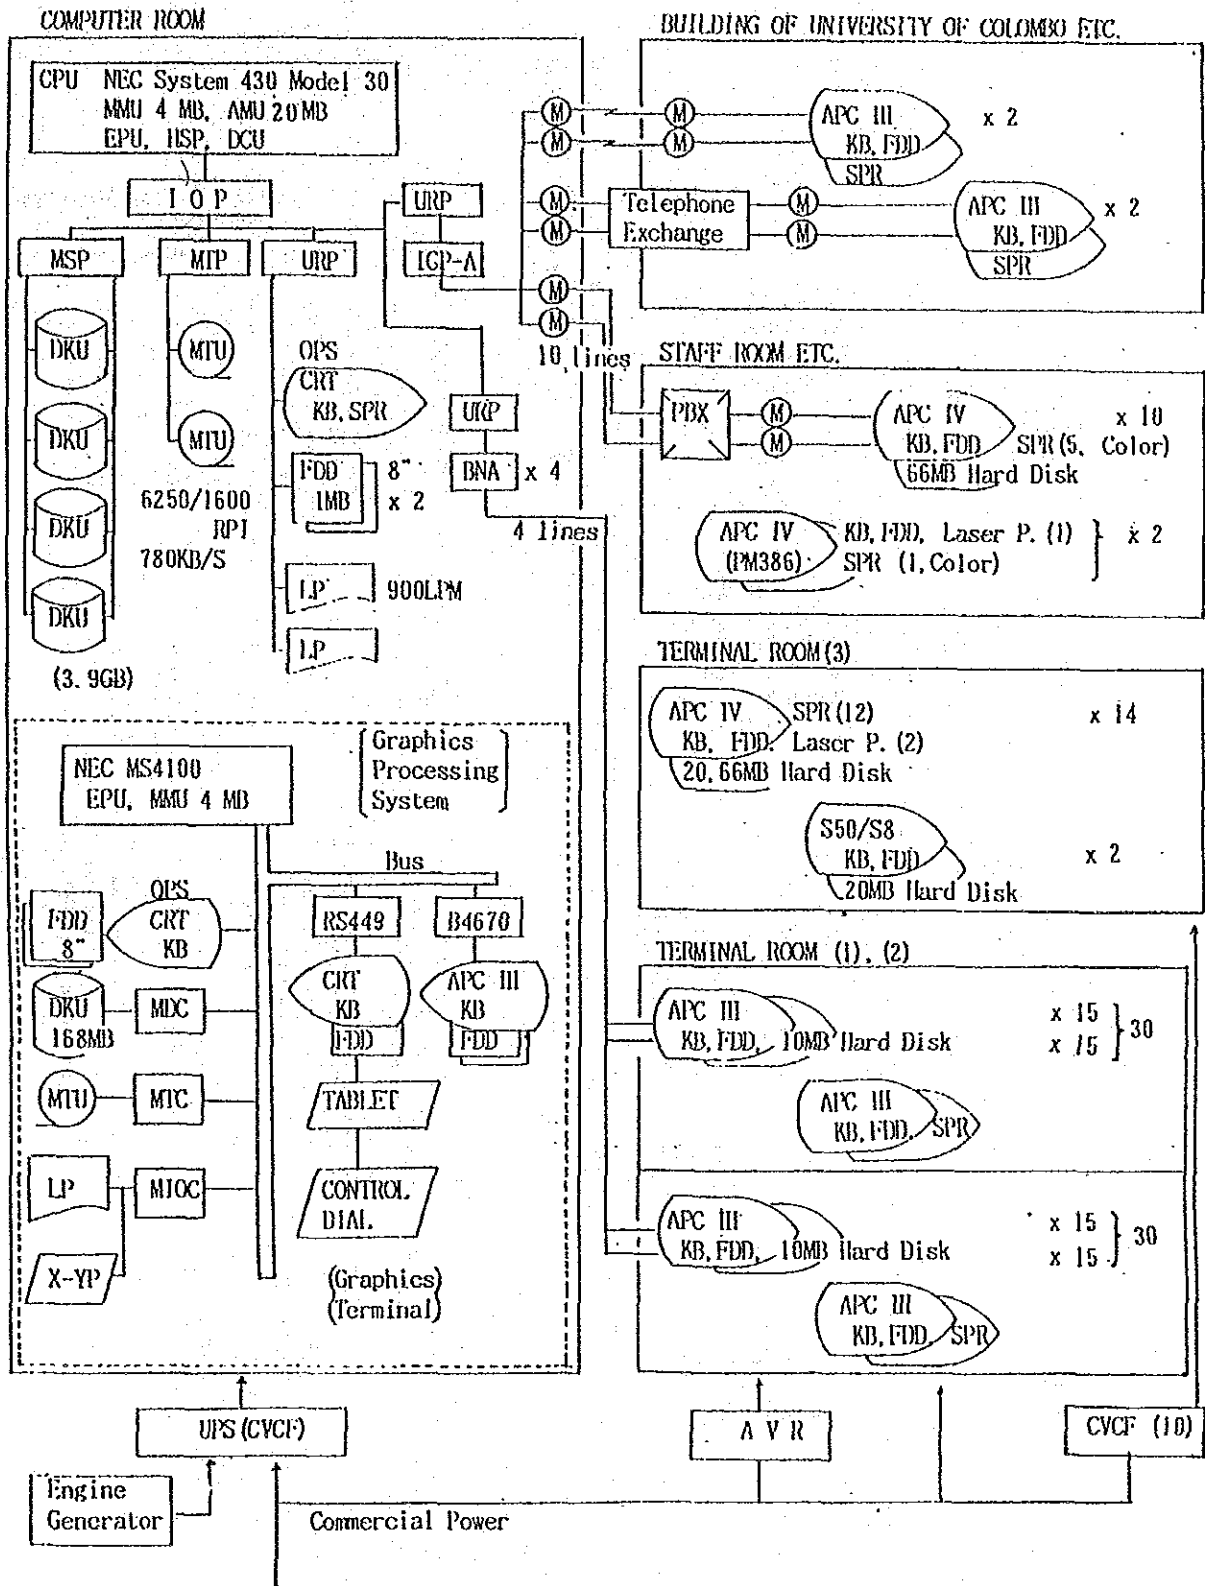 COMPUTER ROOM
CPU NEC System 430 Model 30
MMU 4 MB, AMU 20MB
EPU, HSP, DCU
I O P
MSP
MTP
URP
URP
IGP-A
DKU
DKU
DKU
DKU
(3.9GB)
MTU
MTU
6250/1600
RPI
780KB/S
OPS
CRT
KB, SPR
FDD
1MB
8"
x 2
LP
900LPM
LP
URP
BNA
x 4
4 lines
10 lines
M
M
M
M
M
M
BUILDING OF UNIVERSITY OF COLOMBO ETC.
M
M
APC III
KB, FDD
SPR
x 2
Telephone
Exchange
M
M
APC III
KB, FDD
SPR
x 2
STAFF ROOM ETC.
PBX
M
M
APC IV
KB, FDD
SPR(5, Color)
66MB Hard Disk
x 10
APC IV
(PM386)
KB, FDD, Laser P. (1)
SPR (1, Color)
x 2
TERMINAL ROOM(3)
APC IV
SPR(12)
KB, FDD. Laser P. (2)
20, 66MB Hard Disk
x 14
S50/S8
KB, FDD
20MB Hard Disk
x 2
TERMINAL ROOM (1), (2)
APC III
KB, FDD, 10MB Hard Disk
x 15
x 15
30
APC III
KB, FDD, SPR
APC III
KB, FDD, 10MB Hard Disk
x 15
x 15
30
APC III
KB, FDD, SPR
NEC MS4100
EPU, MMU 4 MB
Graphics
Processing
System
Bus
FDD
8"
OPS
CRT
KB
RS449
B4670
DKU
168MB
MDC
CRT
KB
FDD
APC III
KB
FDD
MTU
MTC
TABLET
LP
MIOC
CONTROL
DIAL
X-YP
(Graphics)
(Terminal)
UPS(CVCF)
A V R
CVCF (10)
Engine
Generator
Commercial Power